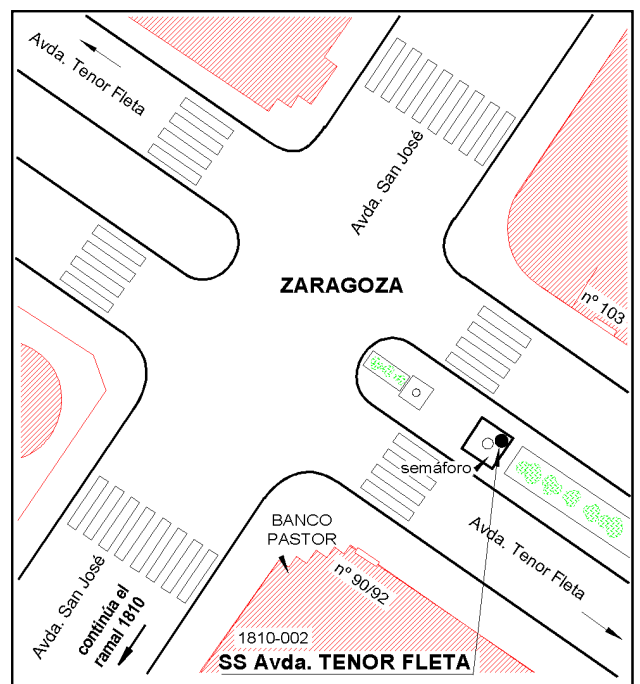 Avda. Tenor Fleta
Avda. San José
ZARAGOZA
nº 103
semáforo
Avda. Tenor Fleta
BANCO
PASTOR
nº 90/92
Avda. San José
continúa el
ramal 1810
1810-002
SS Avda. TENOR FLETA